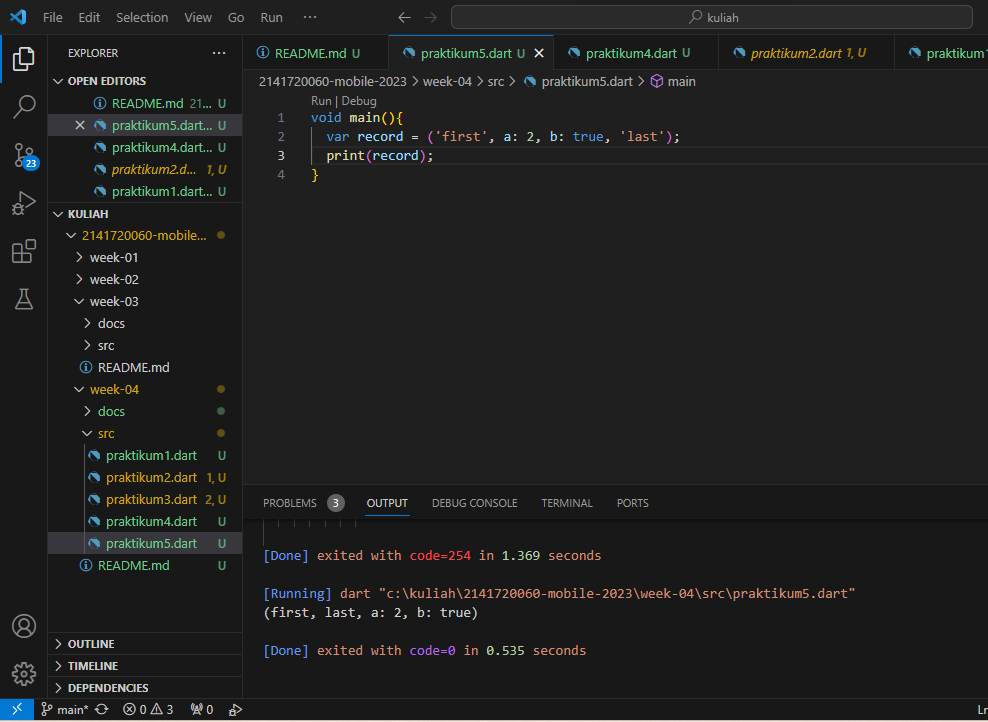 File Edit Selection View Go Run ··· ← → kuliah
EXPLORER ···
OPEN EDITORS
README.md 21... U
praktikum5.dart... U
praktikum4.dart... U
praktikum2.d... 1, U
praktikum1.dart... U
KULIAH
2141720060-mobile...
week-01
week-02
week-03
docs
src
README.md
week-04
docs
src
praktikum1.dart U
praktikum2.dart 1, U
praktikum3.dart 2, U
praktikum4.dart U
praktikum5.dart U
README.md U
OUTLINE
TIMELINE
DEPENDENCIES
23
README.md U praktikum5.dart U praktikum4.dart U praktikum2.dart 1, U praktikum1
2141720060-mobile-2023 > week-04 > src > praktikum5.dart > main
Run | Debug
1 void main(){
2 var record = ('first', a: 2, b: true, 'last');
3 print(record);
4 }
PROBLEMS 3 OUTPUT DEBUG CONSOLE TERMINAL PORTS
[Done] exited with code=254 in 1.369 seconds
[Running] dart "c:\kuliah\2141720060-mobile-2023\week-04\src\praktikum5.dart"
(first, last, a: 2, b: true)
[Done] exited with code=0 in 0.535 seconds
main* 0 3 0 Ln